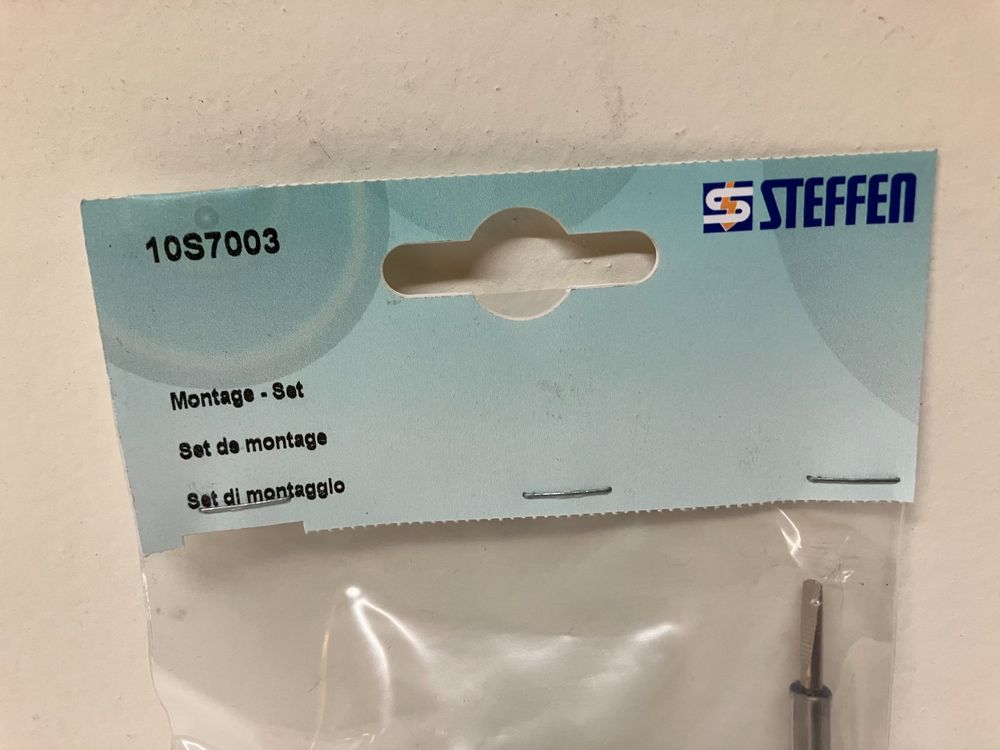 10S7003
STEFFEN
Montage - Set
Set de montage
Set di montaggio